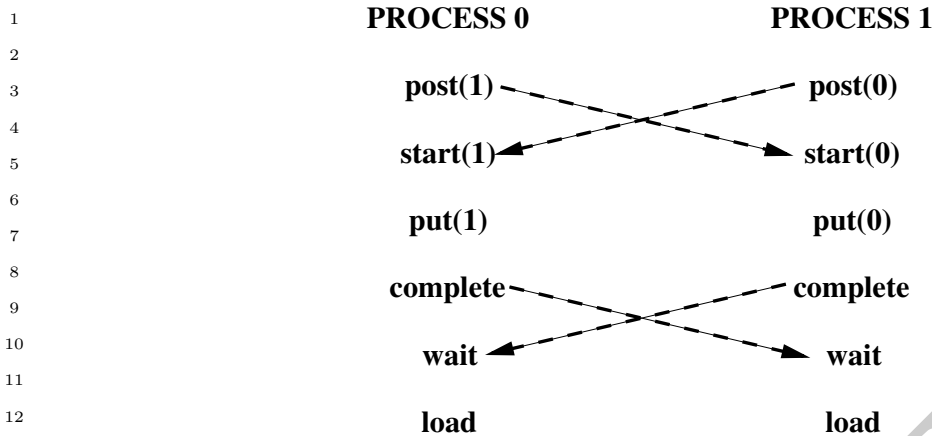 1 PROCESS 0 PROCESS 1
2
3 post(1) post(0)
4
5 start(1) start(0)
6
7 put(1) put(0)
8 complete complete
9
10 wait wait
11
12 load load